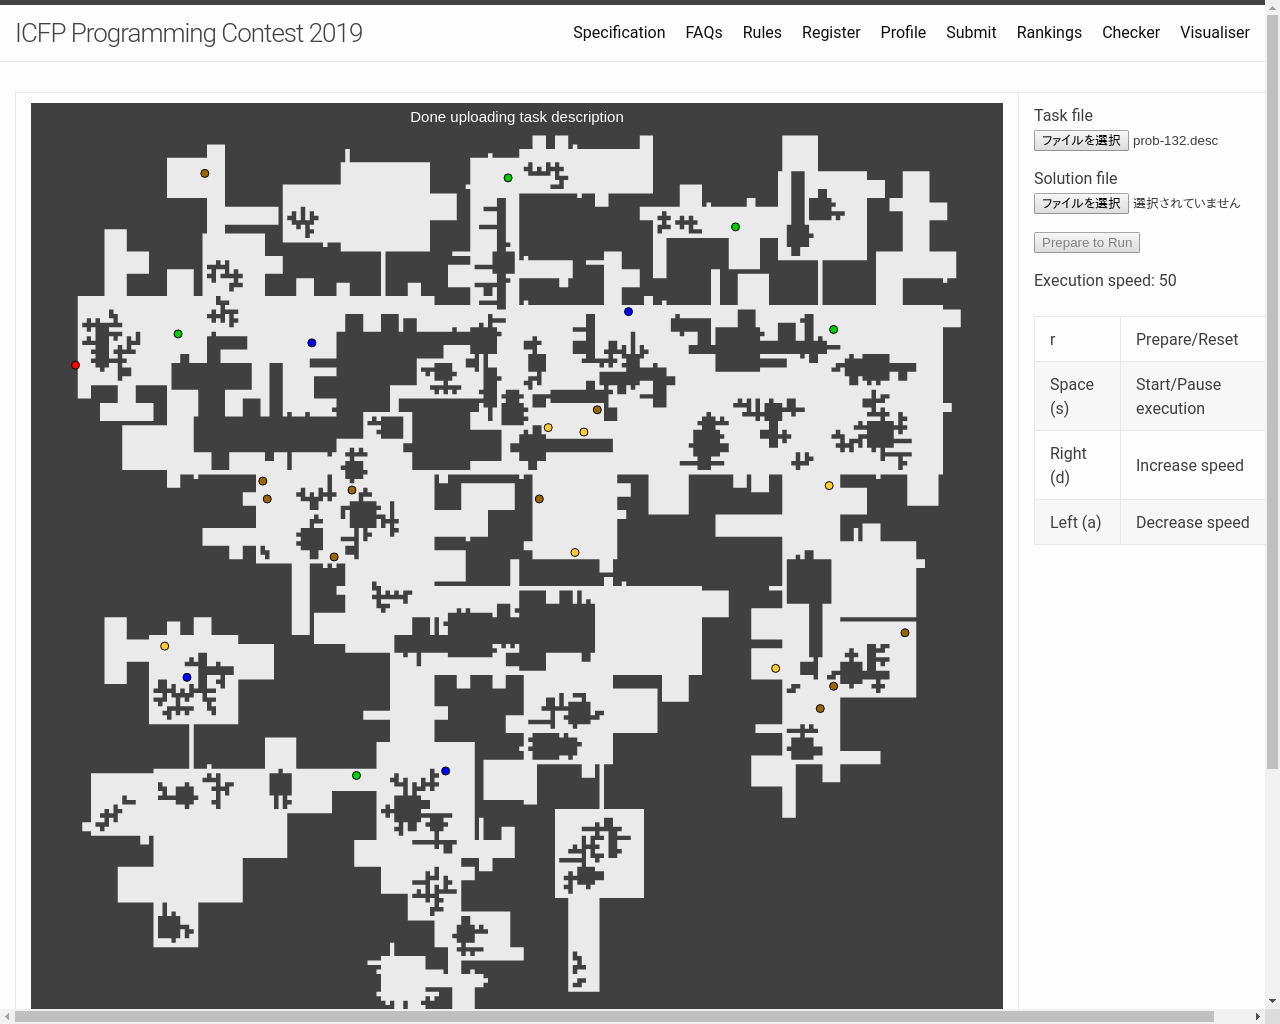 ICFP Programming Contest 2019
Specification FAQs Rules Register Profile Submit Rankings Checker Visualiser
Done uploading task description
Task file
ファイルを選択 prob-132.desc
Solution file
ファイルを選択 選択されていません
Prepare to Run
Execution speed: 50
r Prepare/Reset
Space (s) Start/Pause execution
Right (d) Increase speed
Left (a) Decrease speed